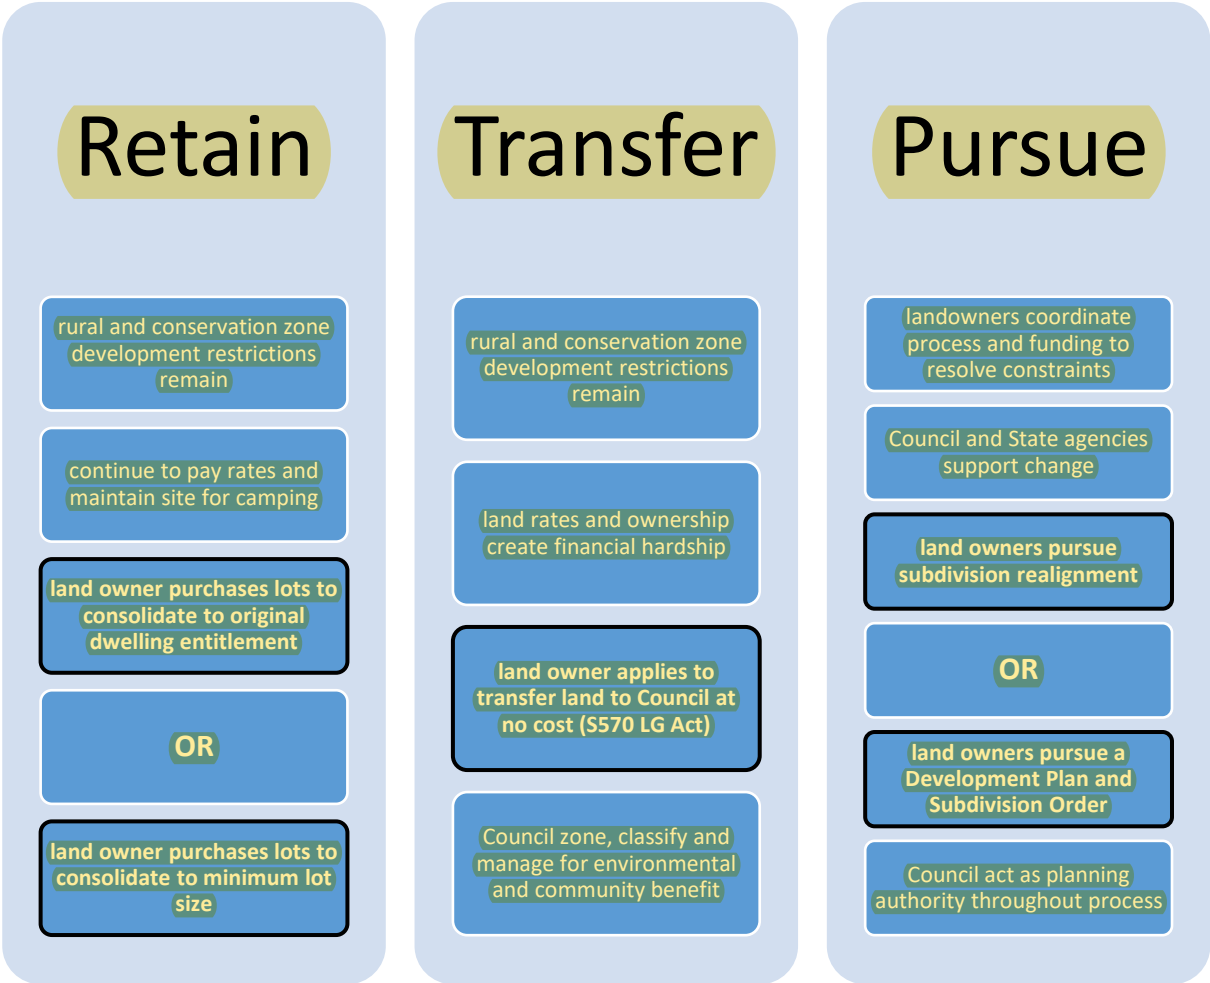 Retain
rural and conservation zone
development restrictions
remain
continue to pay rates and
maintain site for camping
land owner purchases lots to
consolidate to original
dwelling entitlement
OR
land owner purchases lots to
consolidate to minimum lot
size
Transfer
rural and conservation zone
development restrictions
remain
land rates and ownership
create financial hardship
land owner applies to
transfer land to Council at
no cost (S570 LG Act)
Council zone, classify and
manage for environmental
and community benefit
Pursue
landowners coordinate
process and funding to
resolve constraints
Council and State agencies
support change
land owners pursue
subdivision realignment
OR
land owners pursue a
Development Plan and
Subdivision Order
Council act as planning
authority throughout process